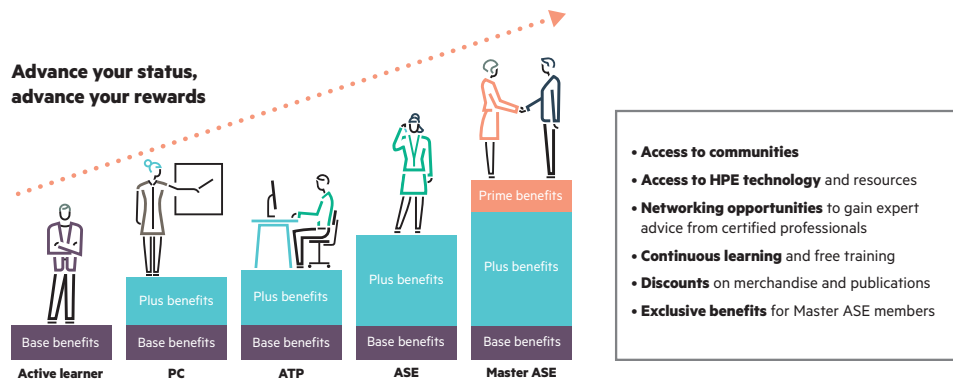 Advance your status,
advance your rewards
Prime benefits
Plus benefits
Plus benefits
Plus benefits
Plus benefits
Base benefits
Base benefits
Base benefits
Base benefits
Base benefits
Active learner
PC
ATP
ASE
Master ASE
• Access to communities
• Access to HPE technology and resources
• Networking opportunities to gain expert
advice from certified professionals
• Continuous learning and free training
• Discounts on merchandise and publications
• Exclusive benefits for Master ASE members